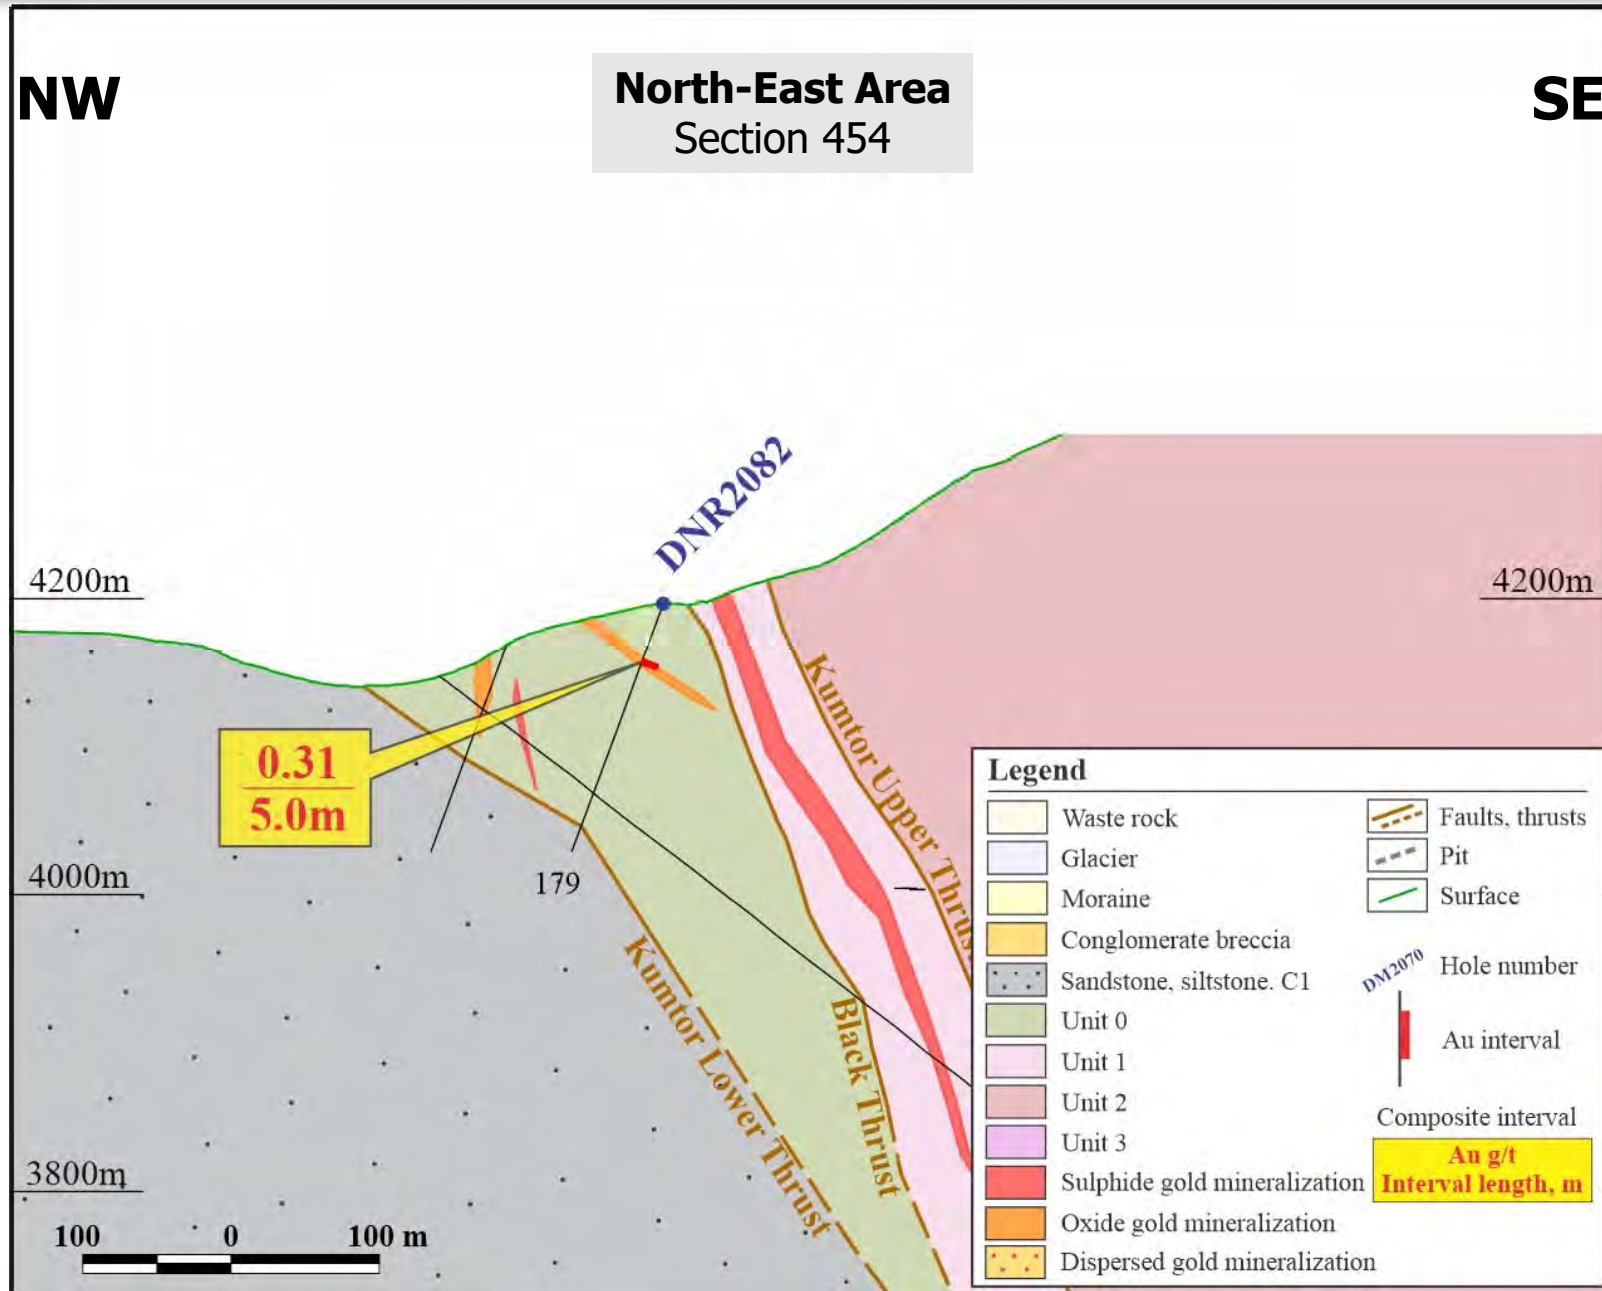 NW
North-East Area
Section 454
SE
DNR2082
4200m
4200m
Kumtor Upper Thrus
0.31
5.0m
4000m
179
Kumtor Lower Thrust
Black Thrust
3800m
100 0 100 m
Legend
Waste rock
Glacier
Moraine
Conglomerate breccia
Sandstone, siltstone. C1
Unit 0
Unit 1
Unit 2
Unit 3
Sulphide gold mineralization
Oxide gold mineralization
Dispersed gold mineralization
Faults, thrusts
Pit
Surface
DM2070
Hole number
Au interval
Composite interval
Au g/t
Interval length, m